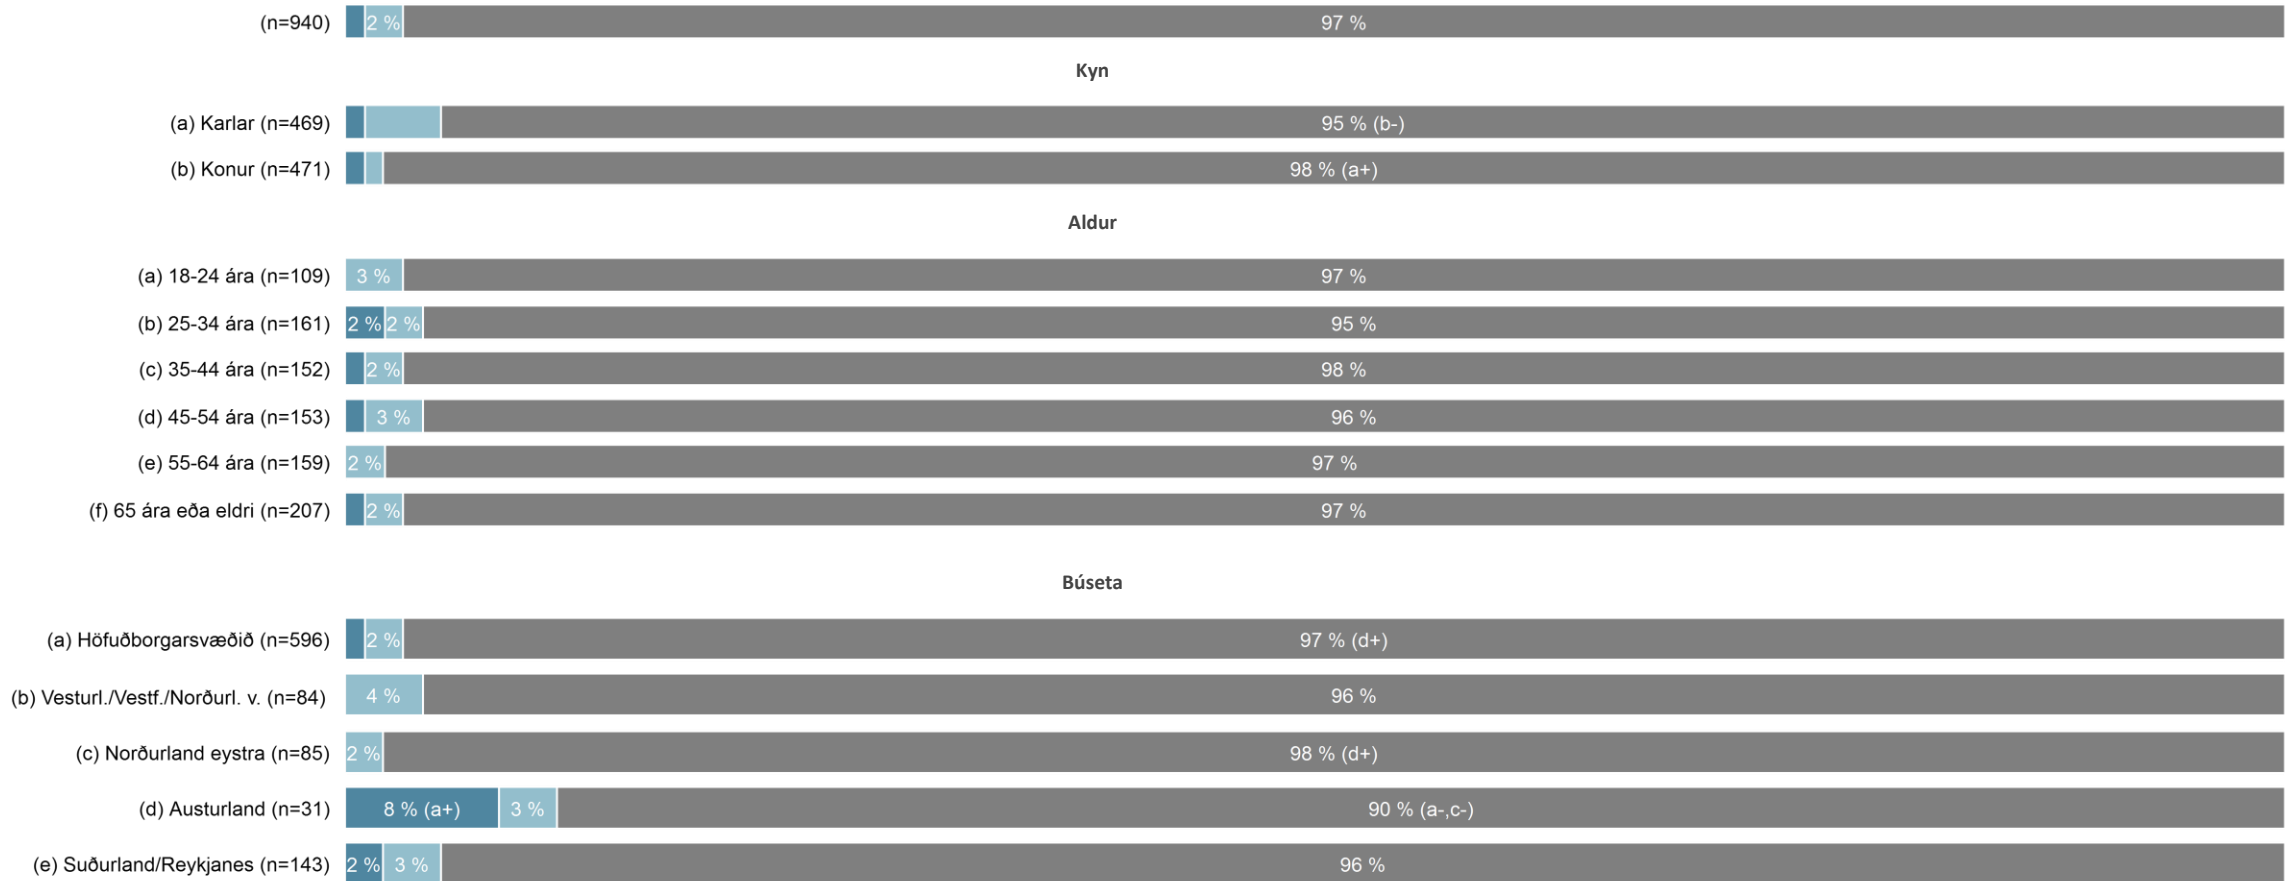 (n=940) 2 % 97 %
Kyn
(a) Karlar (n=469) 95 % (b-)
(b) Konur (n=471) 98 % (a+)
Aldur
(a) 18-24 ára (n=109) 3 % 97 %
(b) 25-34 ára (n=161) 2 % 2 % 95 %
(c) 35-44 ára (n=152) 2 % 98 %
(d) 45-54 ára (n=153) 3 % 96 %
(e) 55-64 ára (n=159) 2 % 97 %
(f) 65 ára eða eldri (n=207) 2 % 97 %
Búseta
(a) Höfuðborgarsvæðið (n=596) 2 % 97 % (d+)
(b) Vesturl./Vestf./Norðurl. v. (n=84) 4 % 96 %
(c) Norðurland eystra (n=85) 2 % 98 % (d+)
(d) Austurland (n=31) 8 % (a+) 3 % 90 % (a-,c-)
(e) Suðurland/Reykjanes (n=143) 2 % 3 % 96 %